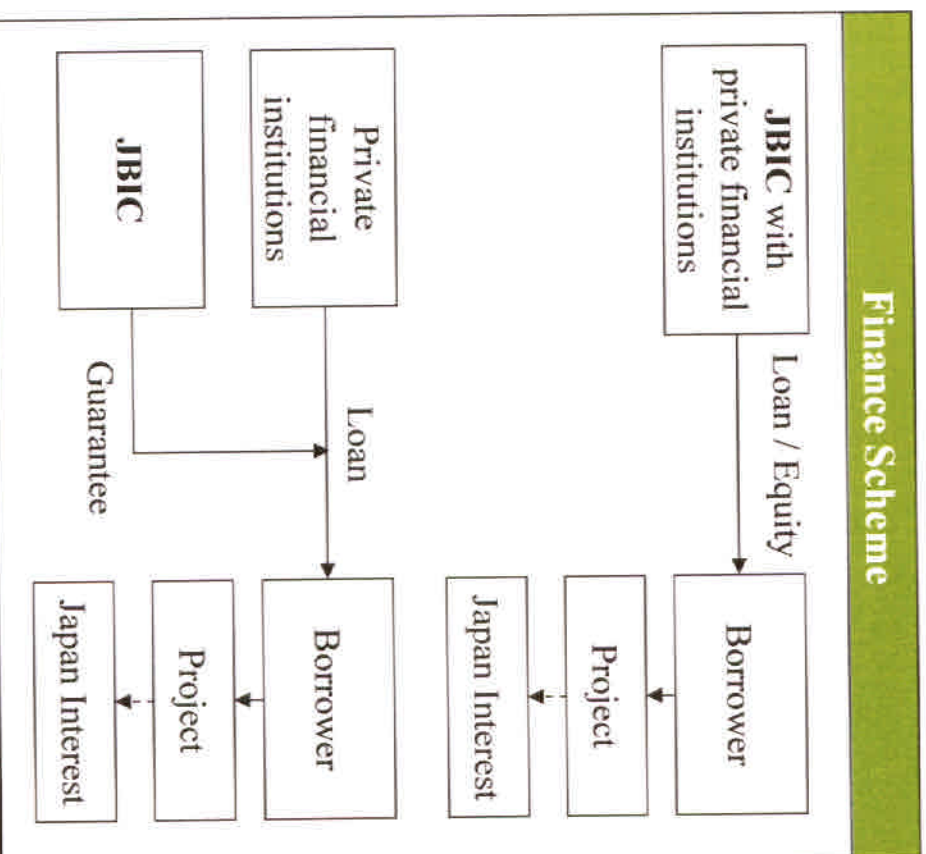 Finance Scheme
JBIC with
private financial
institutions
Loan / Equity
Borrower
Project
Japan Interest
Private
financial
institutions
Loan
Borrower
JBIC
Guarantee
Project
Japan Interest